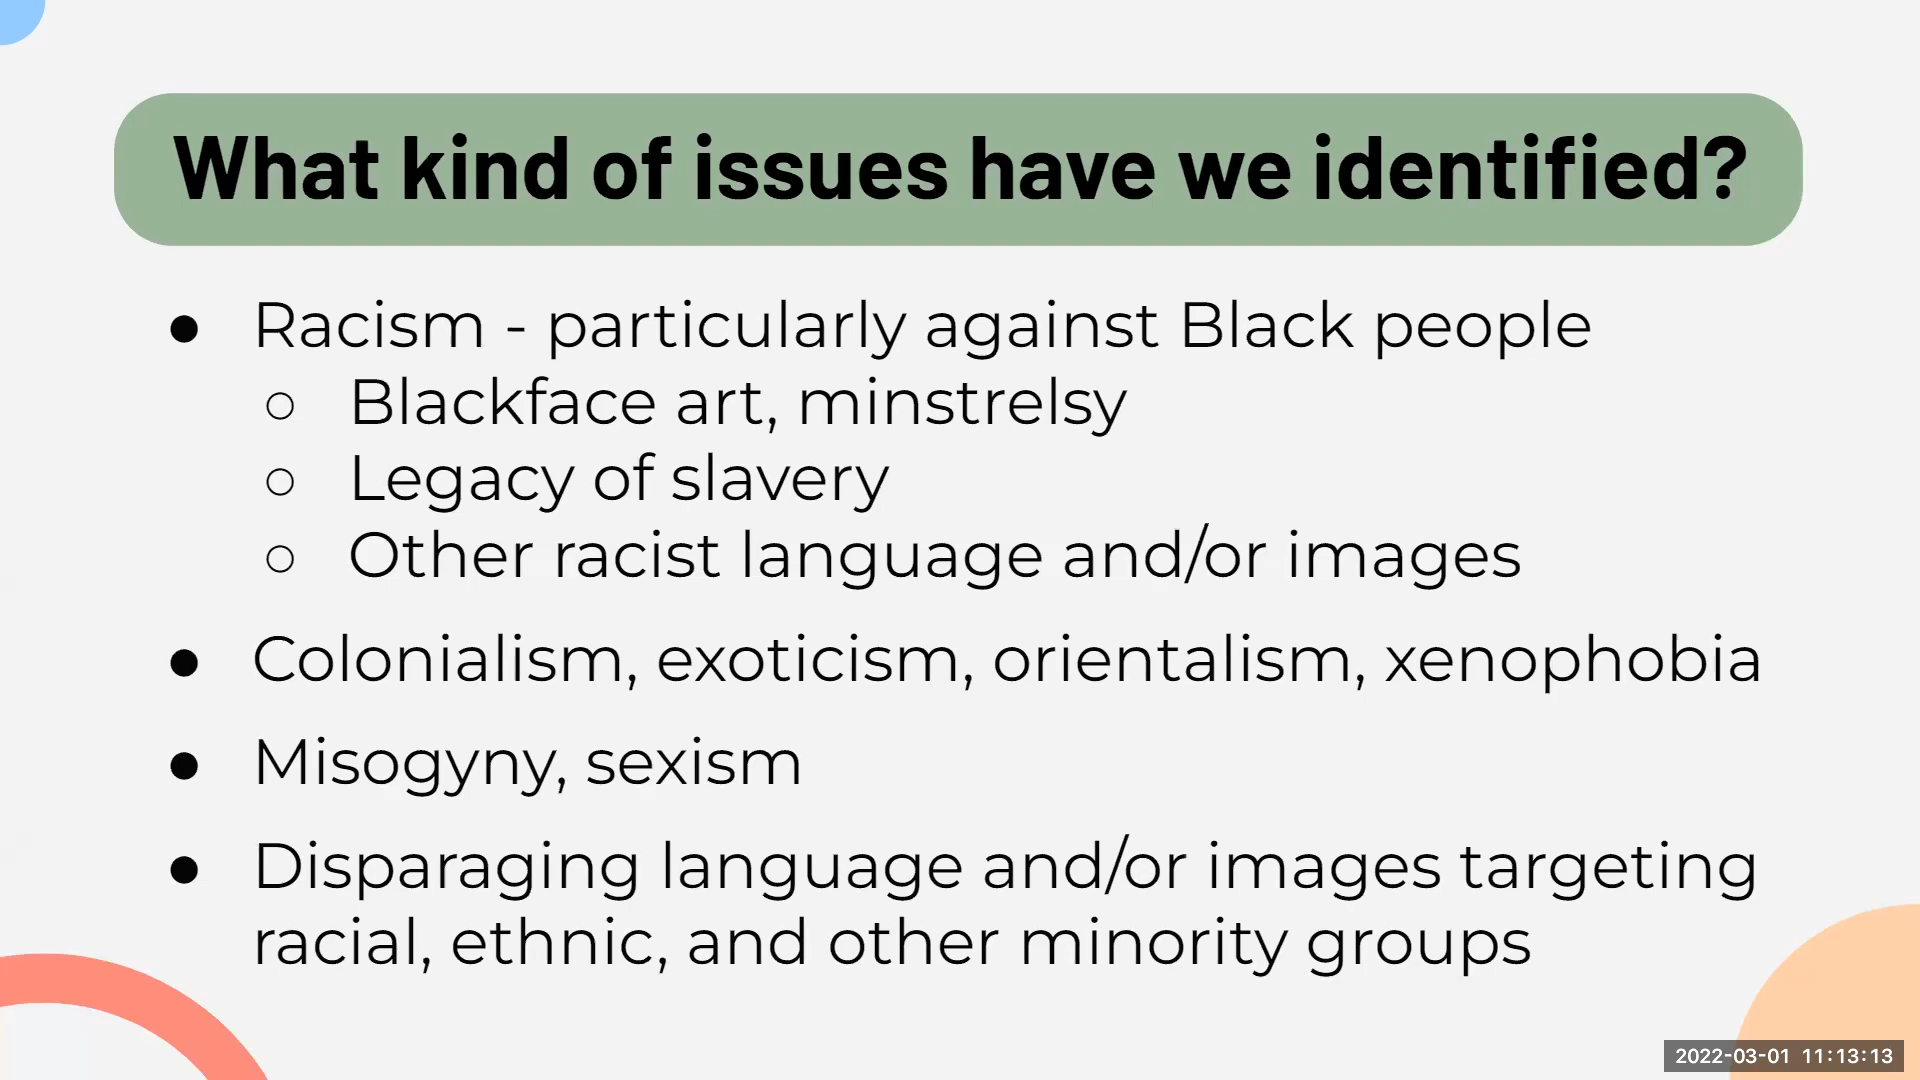 What kind of issues have we identified?
● Racism - particularly against Black people
○ Blackface art, minstrelsy
○ Legacy of slavery
○ Other racist language and/or images
● Colonialism, exoticism, orientalism, xenophobia
● Misogyny, sexism
● Disparaging language and/or images targeting
racial, ethnic, and other minority groups
2022-03-01 11:13:13